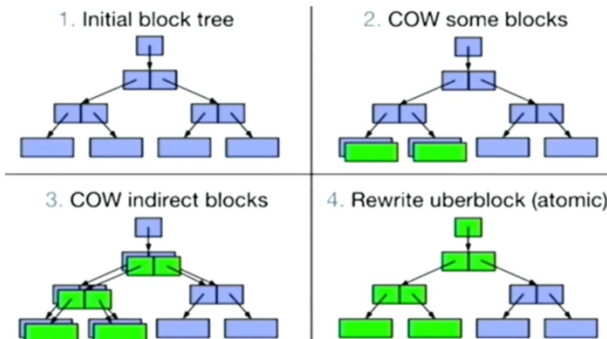 1. Initial block tree
2. COW some blocks
3. COW indirect blocks
4. Rewrite uberblock (atomic)